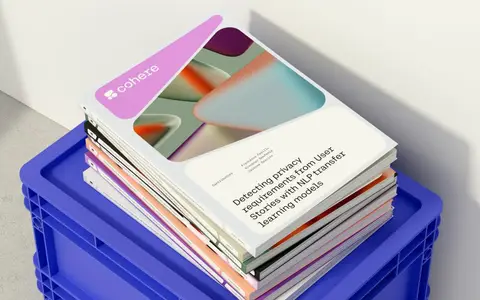 cohere
Detecting privacy
requirements from User
Stories with NLP transfer
learning models